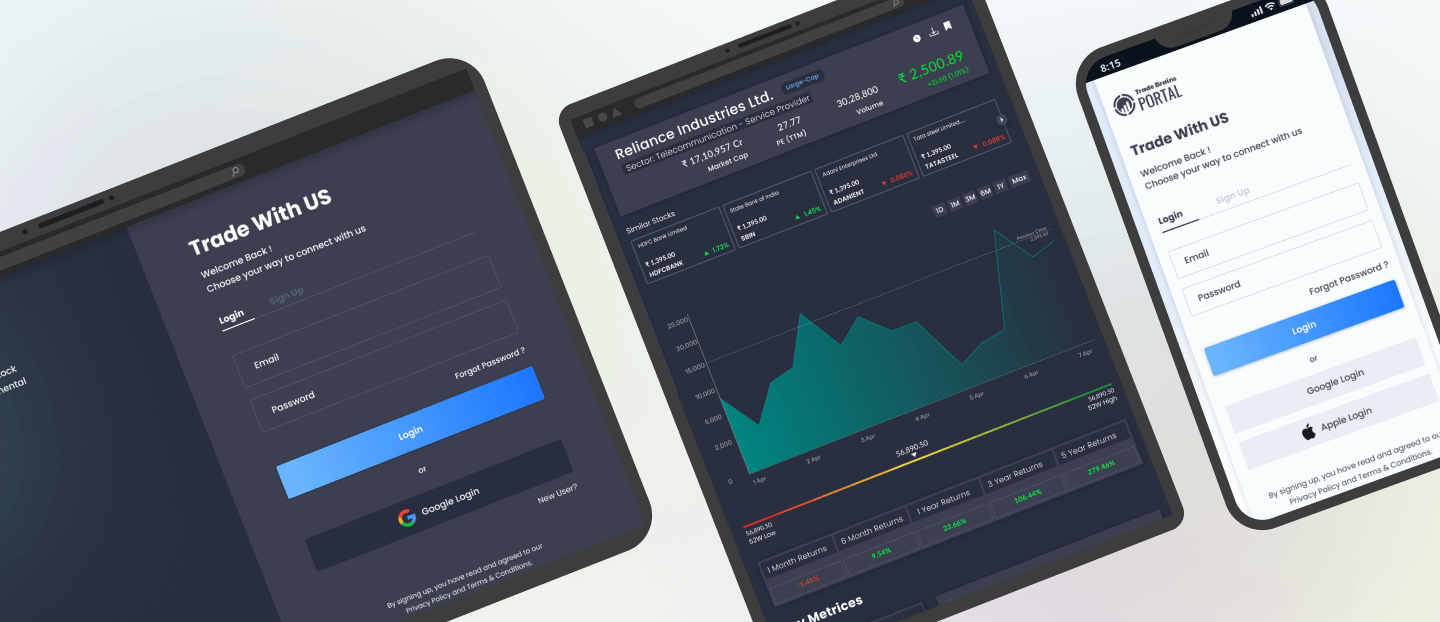 ock
mental
Trade With US
Welcome Back !
Choose your way to connect with us
Login
Sign Up
Email
Password
Forgot Password ?
Login
or
Google Login
New User?
By signing up, you have read and agreed to our
Privacy Policy and Terms & Conditions.
Reliance Industries Ltd.
Large-Cap
Sector: Telecommunication - Service Provider
₹ 17,10,957 Cr
Market Cap
27.77
PE (TTM)
30,28,800
Volume
₹ 2,500.89
+21.00 (1.01%)
Similar Stocks
HDFC Bank Limited
₹ 1,395.00
HDFCBANK
▲ 1.73%
State Bank of India
₹ 1,395.00
SBIN
▲ 1.45%
Adani Enterprises Ltd
₹ 1,395.00
ADANIENT
▼ 0.088%
Tata steel Limited...
₹ 1,395.00
TATASTEEL
▼ 0.088%
1D 1M 3M 6M 1Y Max
Previous Close
25,000
20,000
15,000
10,000
5,000
2,000
0
1 Apr
2 Apr
3 Apr
4 Apr
5 Apr
6 Apr
7 Apr
56,890.50
56,890.50
52W Low
56,890.50
52W High
1 Month Returns
6 Month Returns
1 Year Returns
3 Year Returns
5 Year Returns
-1.45%
9.54%
23.66%
106.44%
279.46%
Metrices
8:15
Trade Brains
PORTAL
Trade With US
Welcome Back !
Choose your way to connect with us
Login
Sign Up
Email
Password
Forgot Password ?
Login
or
Google Login
Apple Login
By signing up, you have read and agreed to ou
Privacy Policy and Terms & Conditions.